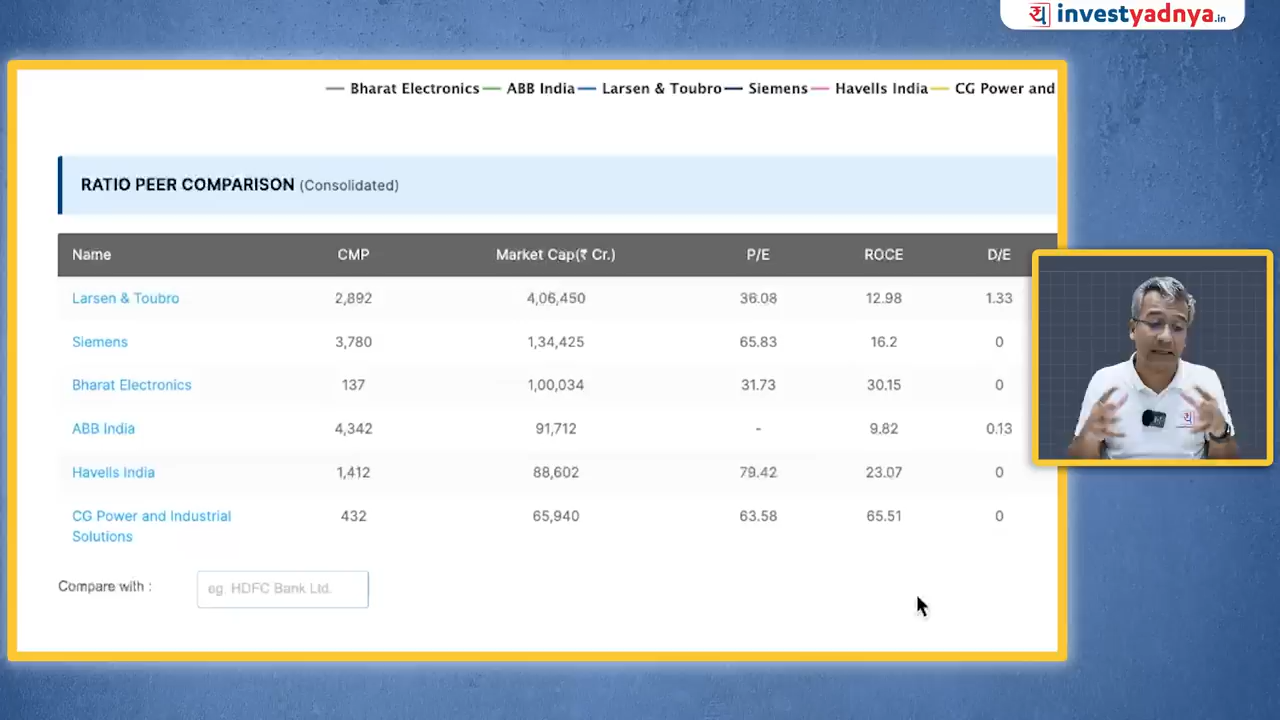 investyadnya.in
Bharat Electronics ABB India Larsen & Toubro Siemens Havells India CG Power and
RATIO PEER COMPARISON (Consolidated)
Name CMP Market Cap(₹ Cr.) P/E ROCE D/E
Larsen & Toubro 2,892 4,06,450 36.08 12.98 1.33
Siemens 3,780 1,34,425 65.83 16.2 0
Bharat Electronics 137 1,00,034 31.73 30.15 0
ABB India 4,342 91,712 - 9.82 0.13
Havells India 1,412 88,602 79.42 23.07 0
CG Power and Industrial 432 65,940 63.58 65.51 0
Solutions
Compare with :
eg. HDFC Bank Ltd.